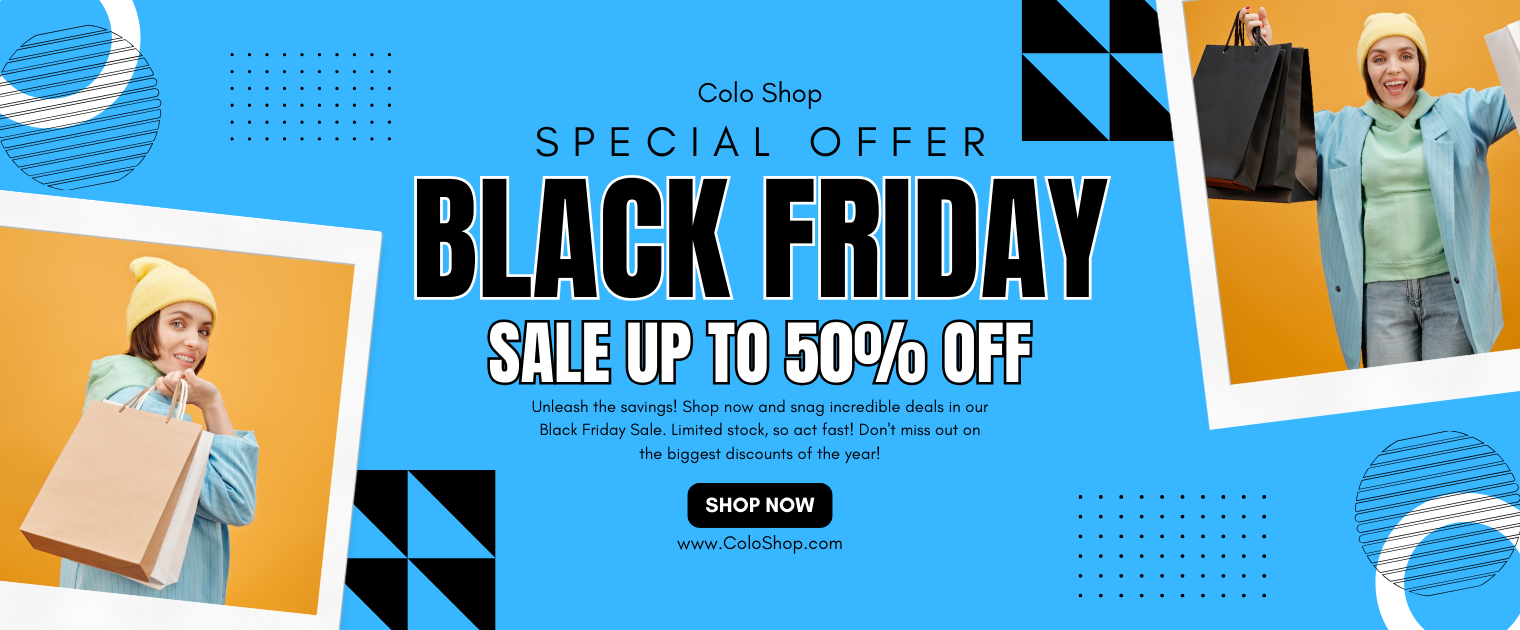 Colo Shop
SPECIAL OFFER
BLACK FRIDAY
SALE UP TO 50% OFF
Unleash the savings! Shop now and snag incredible deals in our
Black Friday Sale. Limited stock, so act fast! Don't miss out on
the biggest discounts of the year!
SHOP NOW
www.ColoShop.com